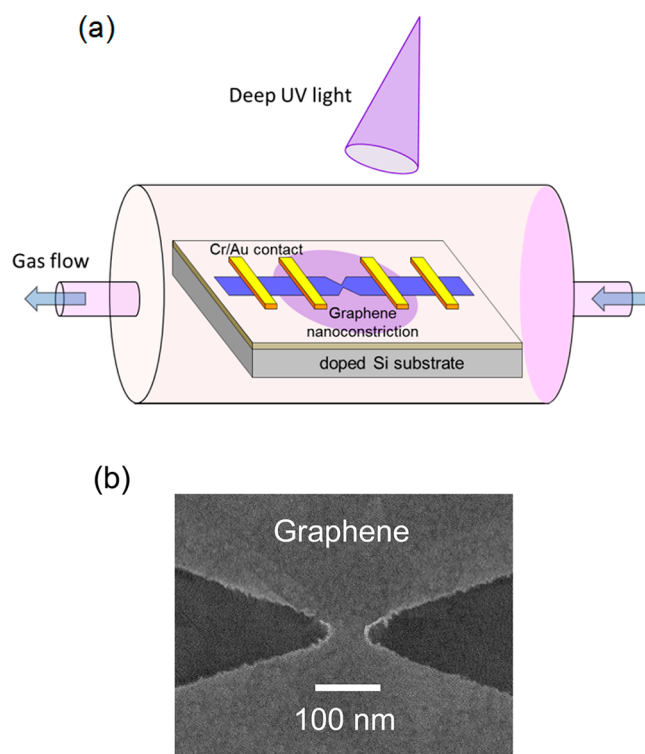 (a)
Deep UV light
Cr/Au contact
Gas flow
Graphene
nanoconstriction
doped Si substrate
(b)
Graphene
100 nm